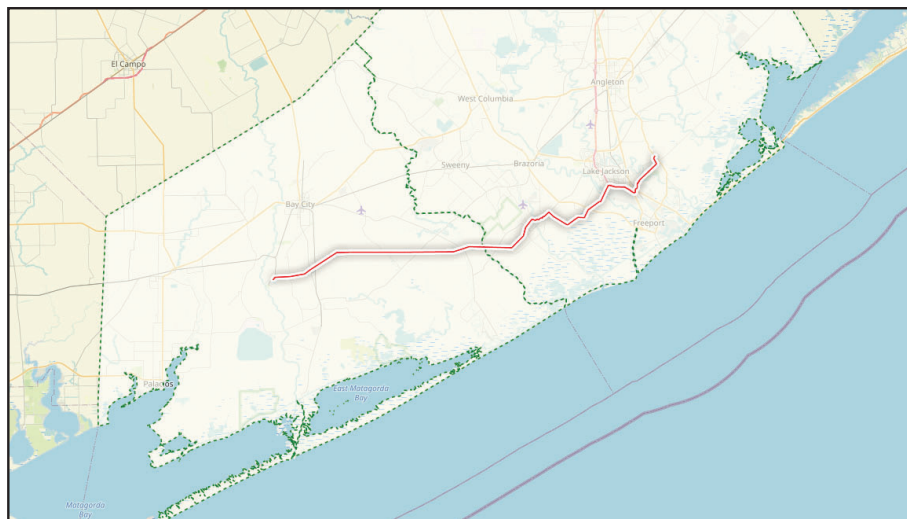 El Campo
Angleton
West Columbia
Sweeny
Brazoria
Lake Jackson
Bay City
Freeport
Palacios
East Matagorda
Bay
Matagorda
Bay